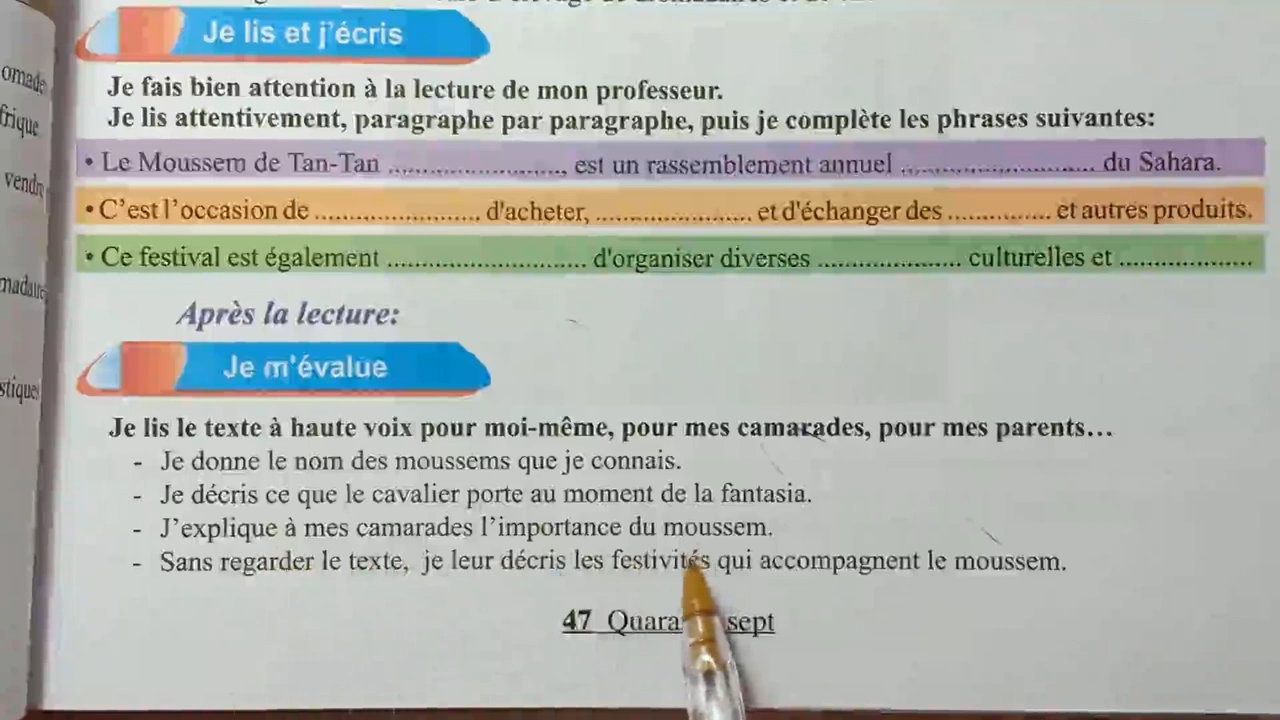 Je lis et j'écris
Je fais bien attention à la lecture de mon professeur.
Je lis attentivement, paragraphe par paragraphe, puis je complète les phrases suivantes:
• Le Moussem de Tan-Tan ......................, est un rassemblement annuel ........................ du Sahara.
• C’est l’occasion de ....................... d'acheter, ...................... et d'échanger des .............. et autres produits.
• Ce festival est également ............................ d'organiser diverses .................... culturelles et ...................
Après la lecture:
Je m'évalue
Je lis le texte à haute voix pour moi-même, pour mes camarades, pour mes parents…
- Je donne le nom des moussems que je connais.
- Je décris ce que le cavalier porte au moment de la fantasia.
- J’explique à mes camarades l’importance du moussem.
- Sans regarder le texte, je leur décris les festivités qui accompagnent le moussem.
47 Quara sept
omade
frique
vendre
madaire
stiques